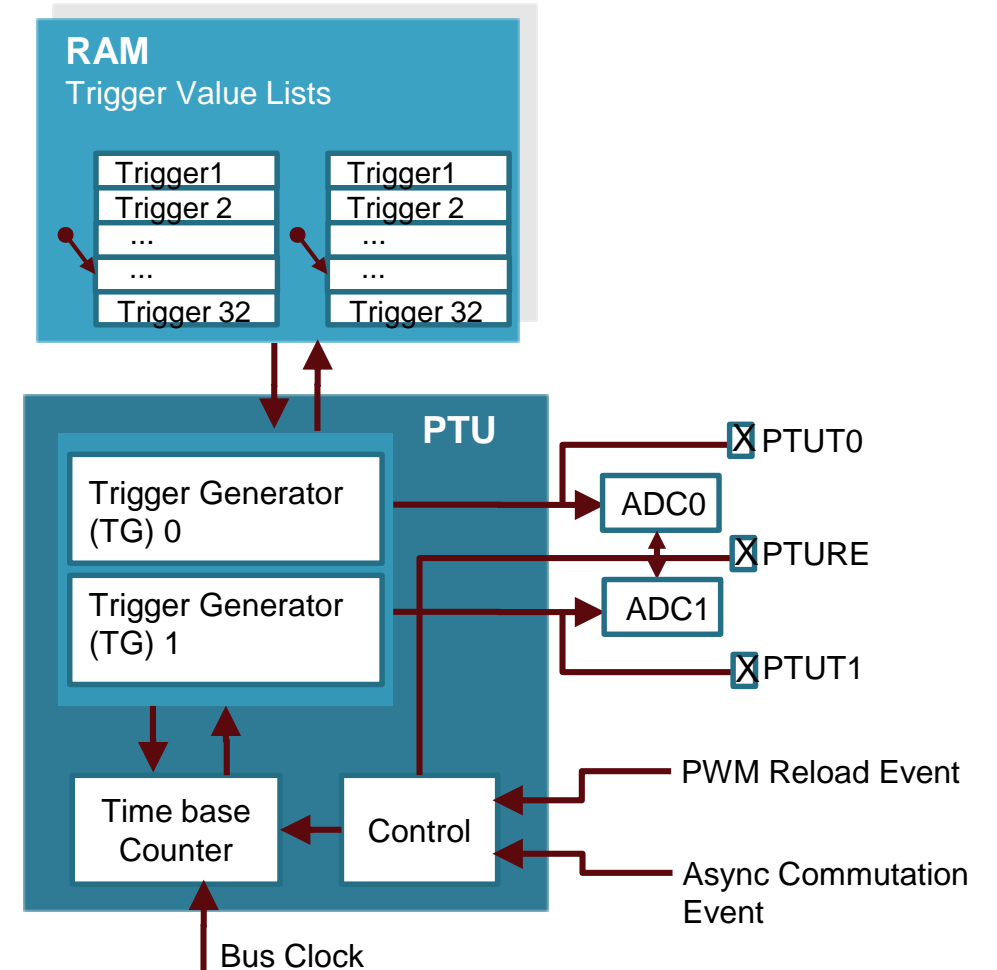 RAM
Trigger Value Lists
Trigger1
Trigger 2
...
...
Trigger 32
Trigger1
Trigger 2
...
...
Trigger 32
PTU
Trigger Generator
(TG) 0
Trigger Generator
(TG) 1
Time base
Counter
Control
X PTUT0
ADC0
X PTURE
ADC1
X PTUT1
PWM Reload Event
Async Commutation
Event
Bus Clock